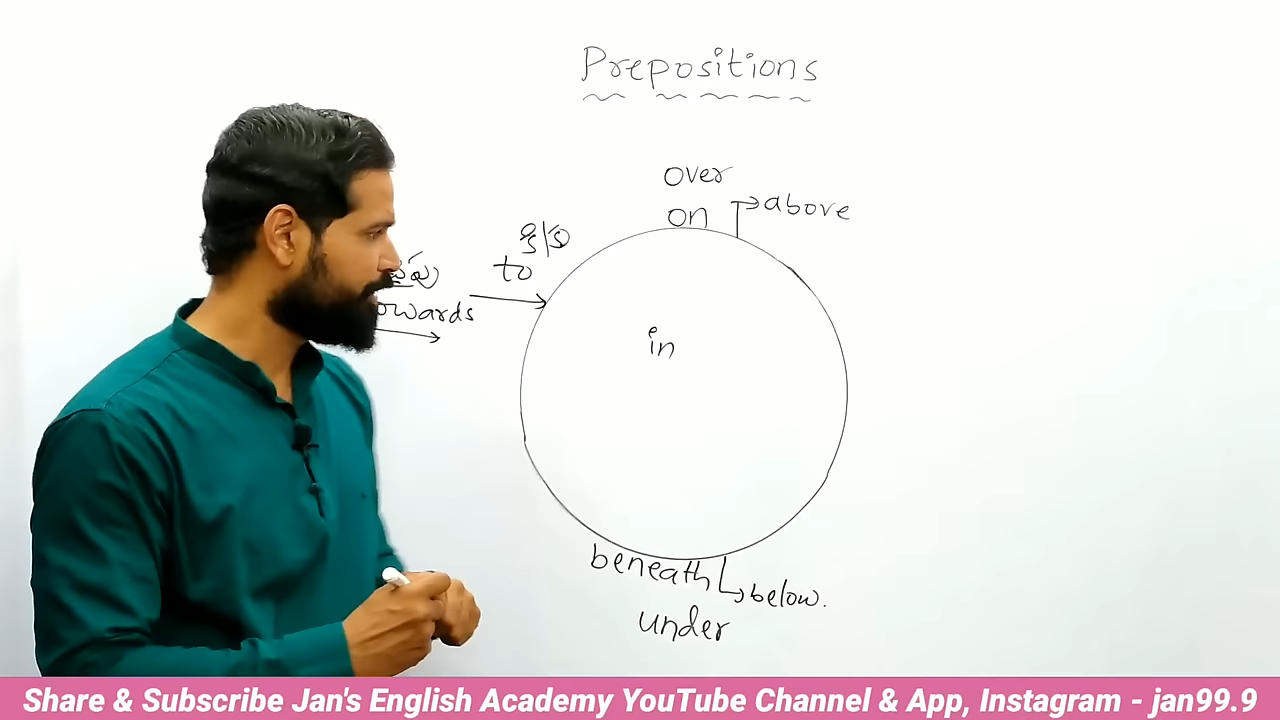 Prepositions
over
on
above
కి/కు
to
వైపు
towards
in
beneath
below.
under
Share & Subscribe Jan's English Academy YouTube Channel & App, Instagram - jan99.9